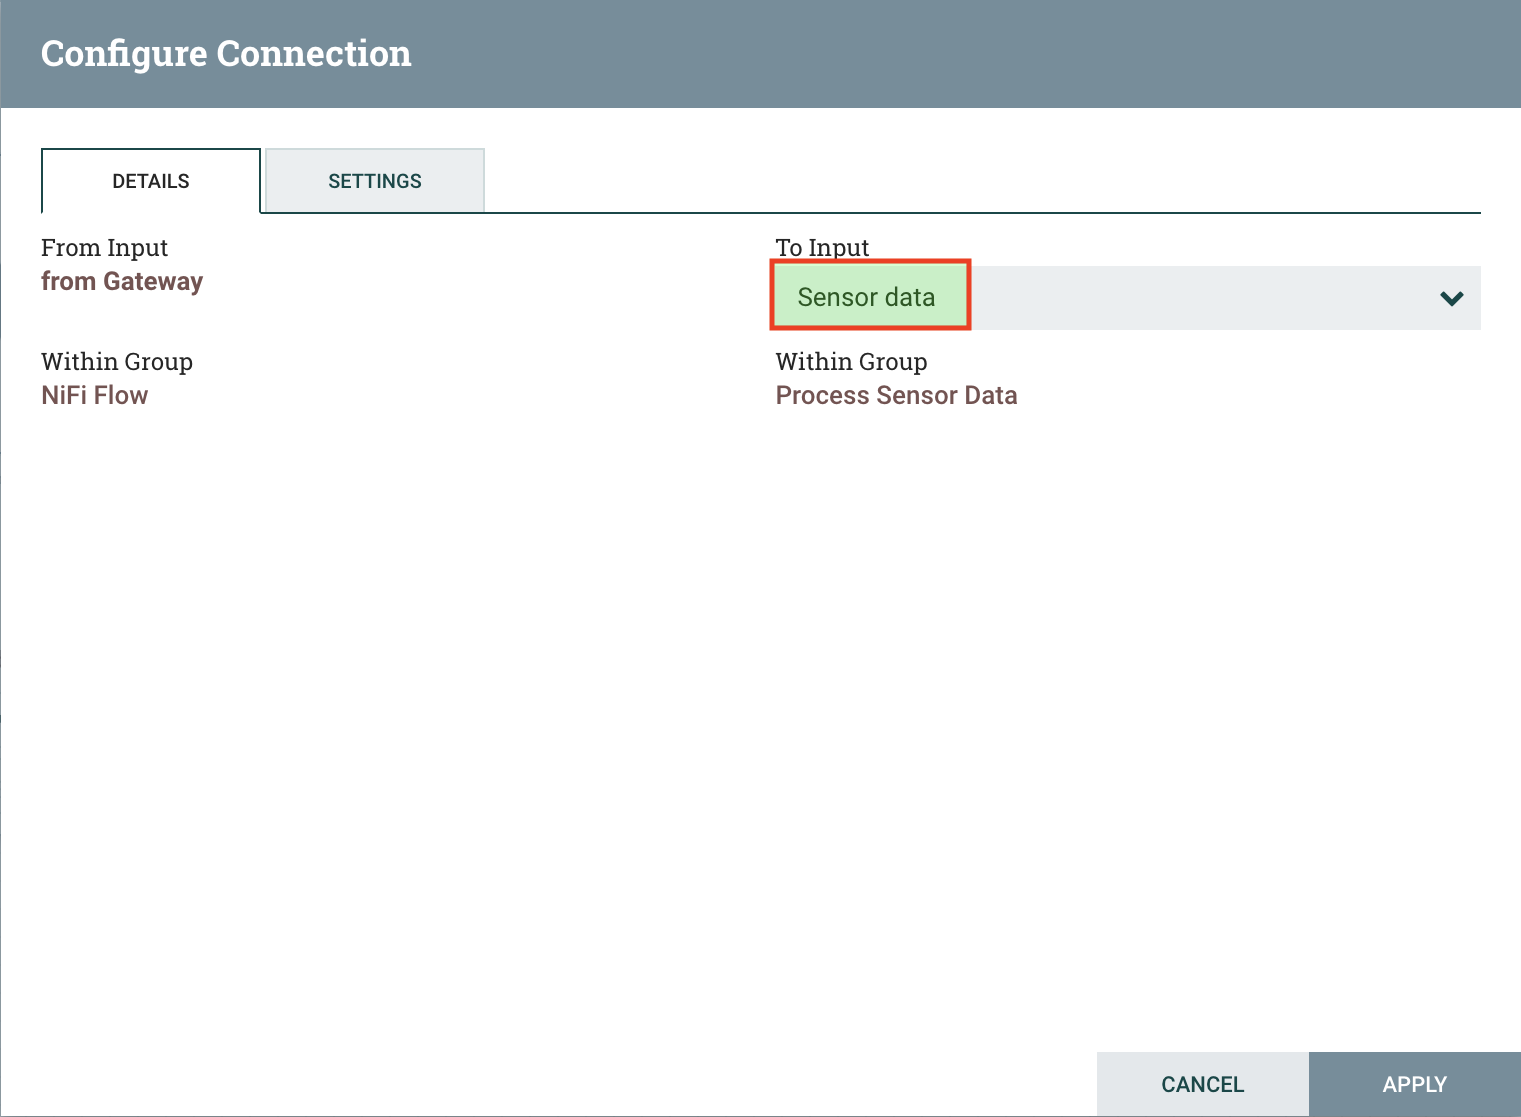 Configure Connection
DETAILS
SETTINGS
From Input
from Gateway
To Input
Sensor data
Within Group
NiFi Flow
Within Group
Process Sensor Data
CANCEL
APPLY